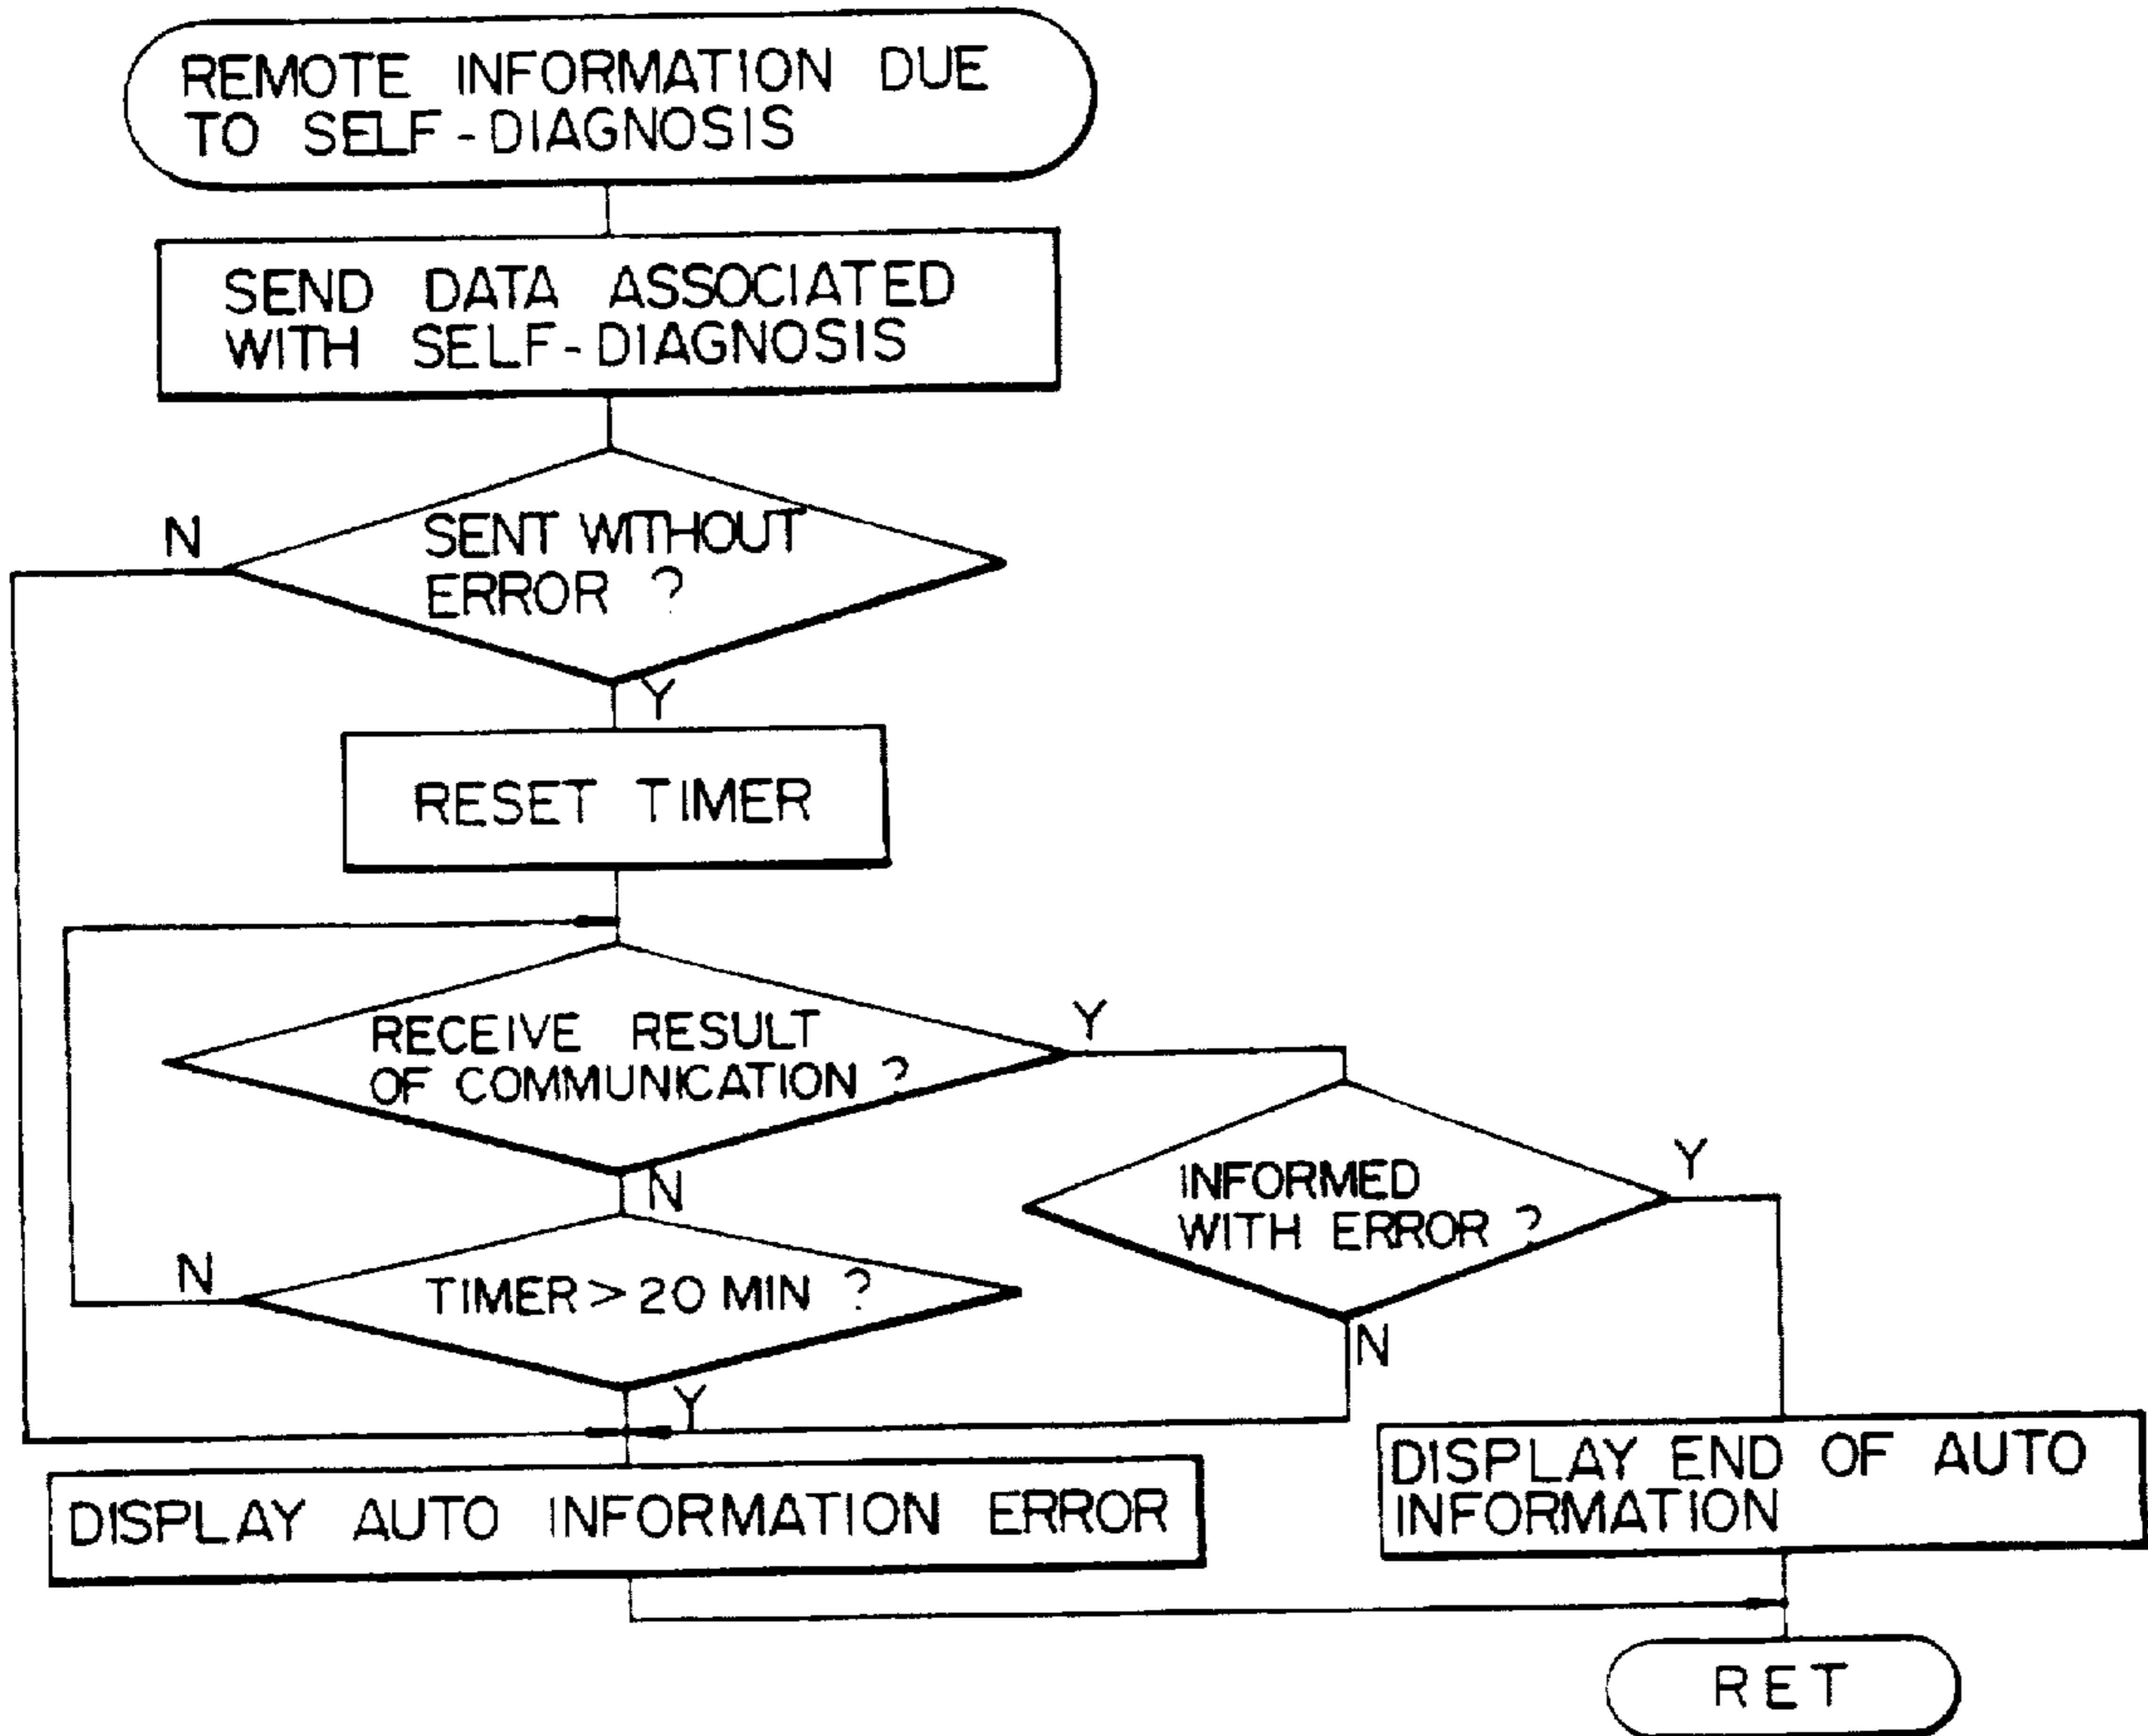 REMOTE INFORMATION DUE
TO SELF-DIAGNOSIS
SEND DATA ASSOCIATED
WITH SELF-DIAGNOSIS
N
SENT WITHOUT
ERROR ?
Y
RESET TIMER
RECEIVE RESULT
OF COMMUNICATION ?
Y
N
INFORMED
WITH ERROR ?
Y
N
TIMER > 20 MIN ?
N
Y
DISPLAY AUTO INFORMATION ERROR
DISPLAY END OF AUTO
INFORMATION
RET